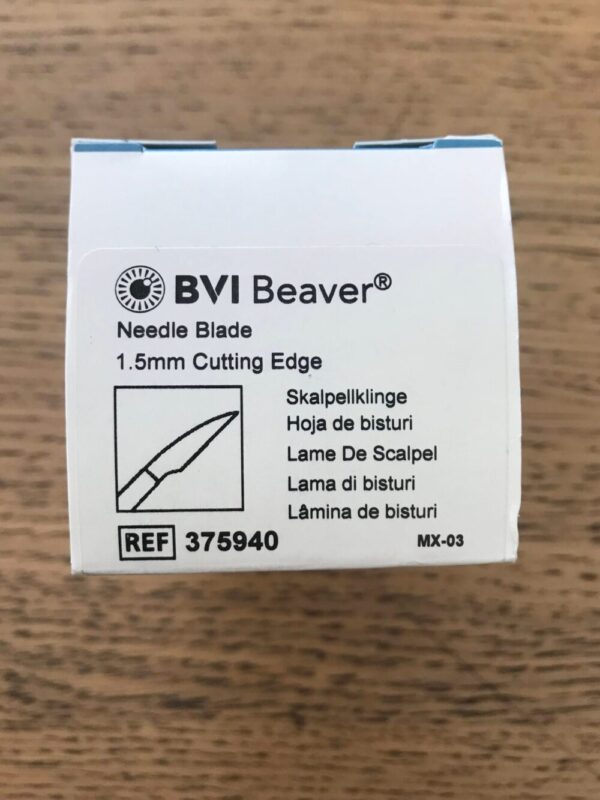 BVI Beaver®
Needle Blade
1.5mm Cutting Edge
Skalpellklinge
Hoja de bisturi
Lame De Scalpel
Lama di bisturi
Lâmina de bisturi
REF 375940
MX-03